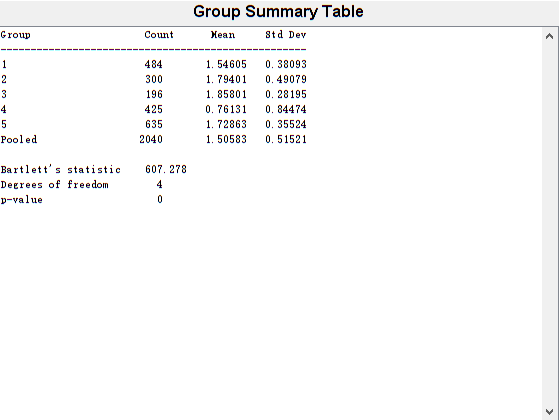 Group Summary Table
Group Count Mean Std Dev
--------------------------------------------------
1 484 1.54605 0.38093
2 300 1.79401 0.49079
3 196 1.85801 0.28195
4 425 0.76131 0.84474
5 635 1.72863 0.35524
Pooled 2040 1.50583 0.51521
Bartlett's statistic 607.278
Degrees of freedom 4
p-value 0